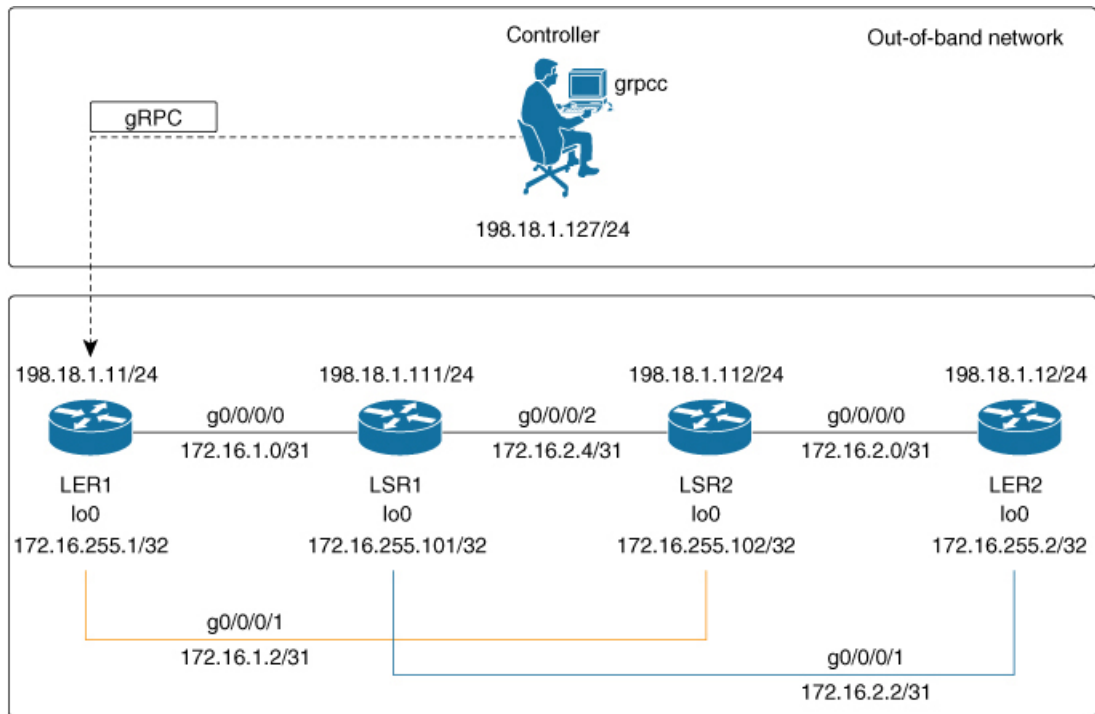 Controller
Out-of-band network
grpcc
gRPC
198.18.1.127/24
198.18.1.11/24
198.18.1.111/24
198.18.1.112/24
198.18.1.12/24
g0/0/0/0
g0/0/0/2
g0/0/0/0
172.16.1.0/31
172.16.2.4/31
172.16.2.0/31
LER1
LSR1
LSR2
LER2
lo0
lo0
lo0
lo0
172.16.255.1/32
172.16.255.101/32
172.16.255.102/32
172.16.255.2/32
g0/0/0/1
172.16.1.2/31
g0/0/0/1
172.16.2.2/31